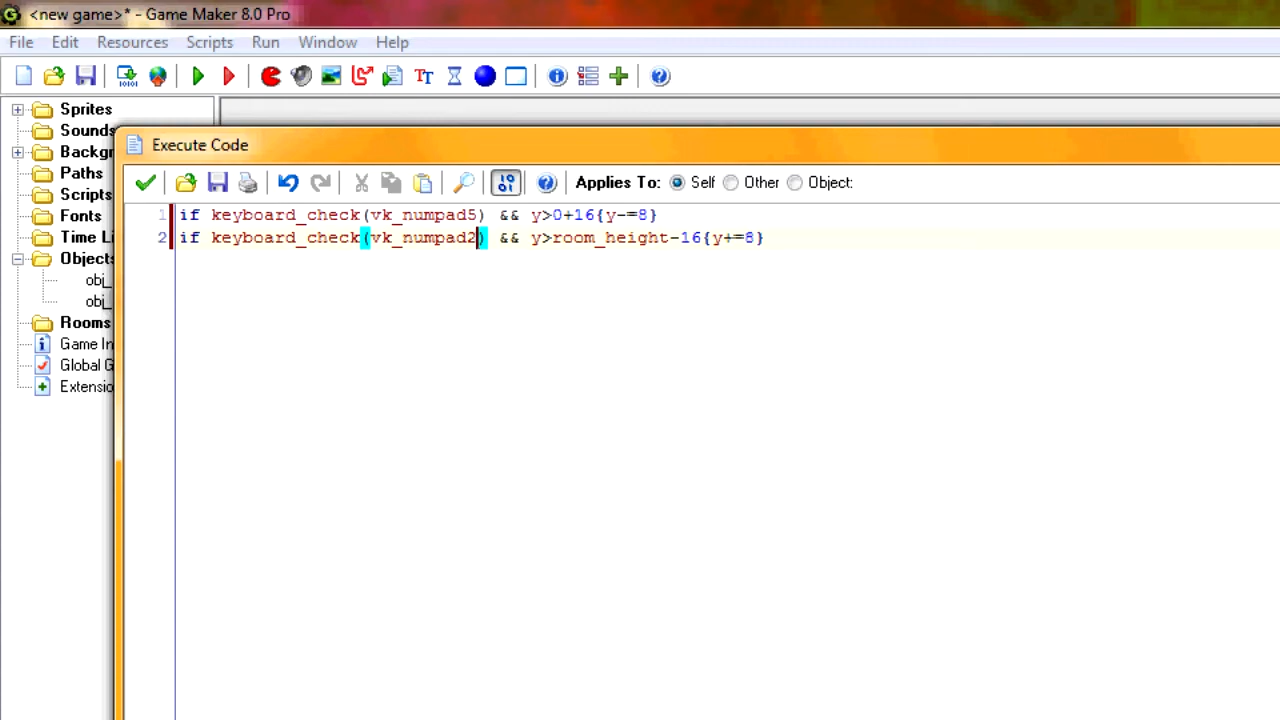 <new game>* - Game Maker 8.0 Pro
File Edit Resources Scripts Run Window Help
Sprites
Sounds
Backgr
Paths
Scripts
Fonts
Time Li
Objects
obj_
obj_
Rooms
Game In
Global G
Extensio
Execute Code
Applies To: Self Other Object:
1 if keyboard_check(vk_numpad5) && y>0+16{y-=8}
2 if keyboard_check(vk_numpad2) && y>room_height-16{y+=8}